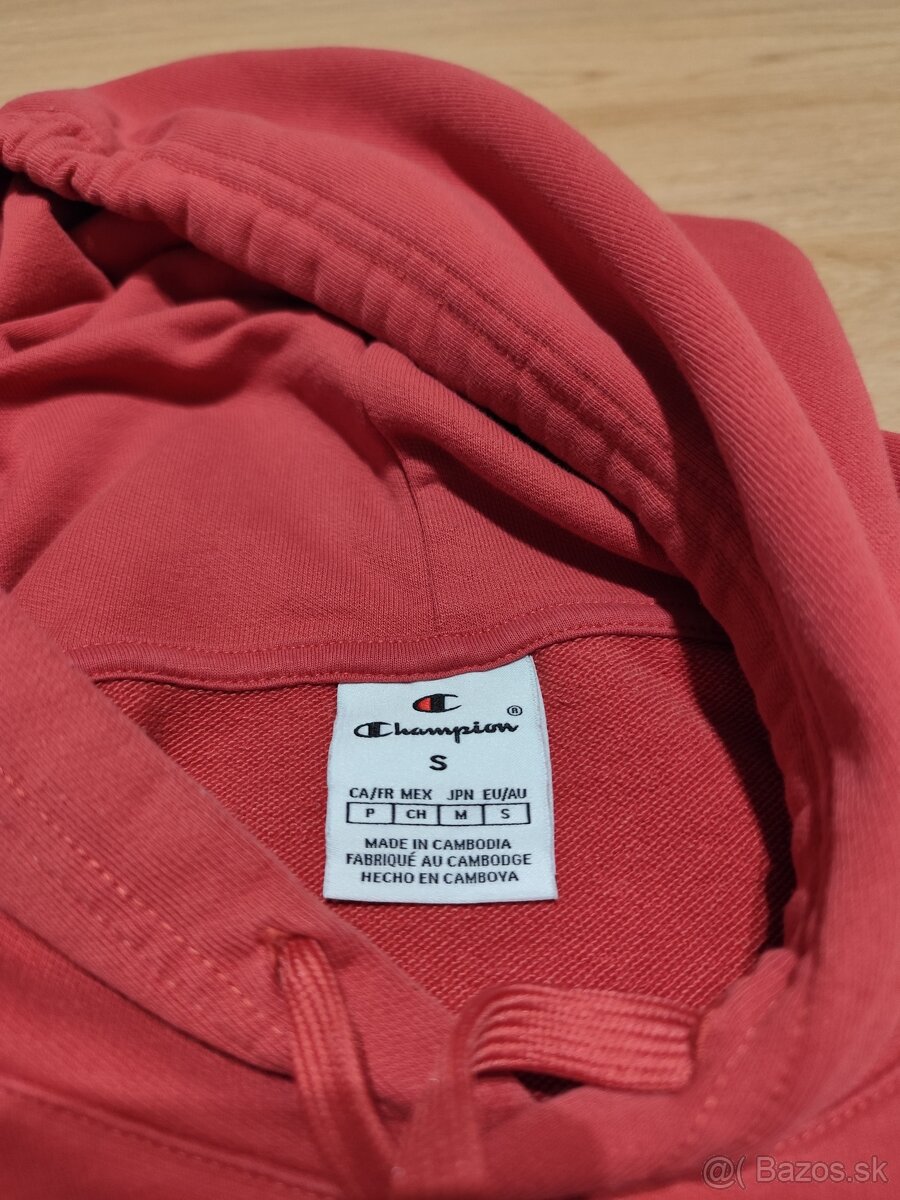 Champion®
S
CA/FR MEX JPN EU/AU
P CH M S
MADE IN CAMBODIA
FABRIQUÉ AU CAMBODGE
HECHO EN CAMBOYA
@( Bazos.sk